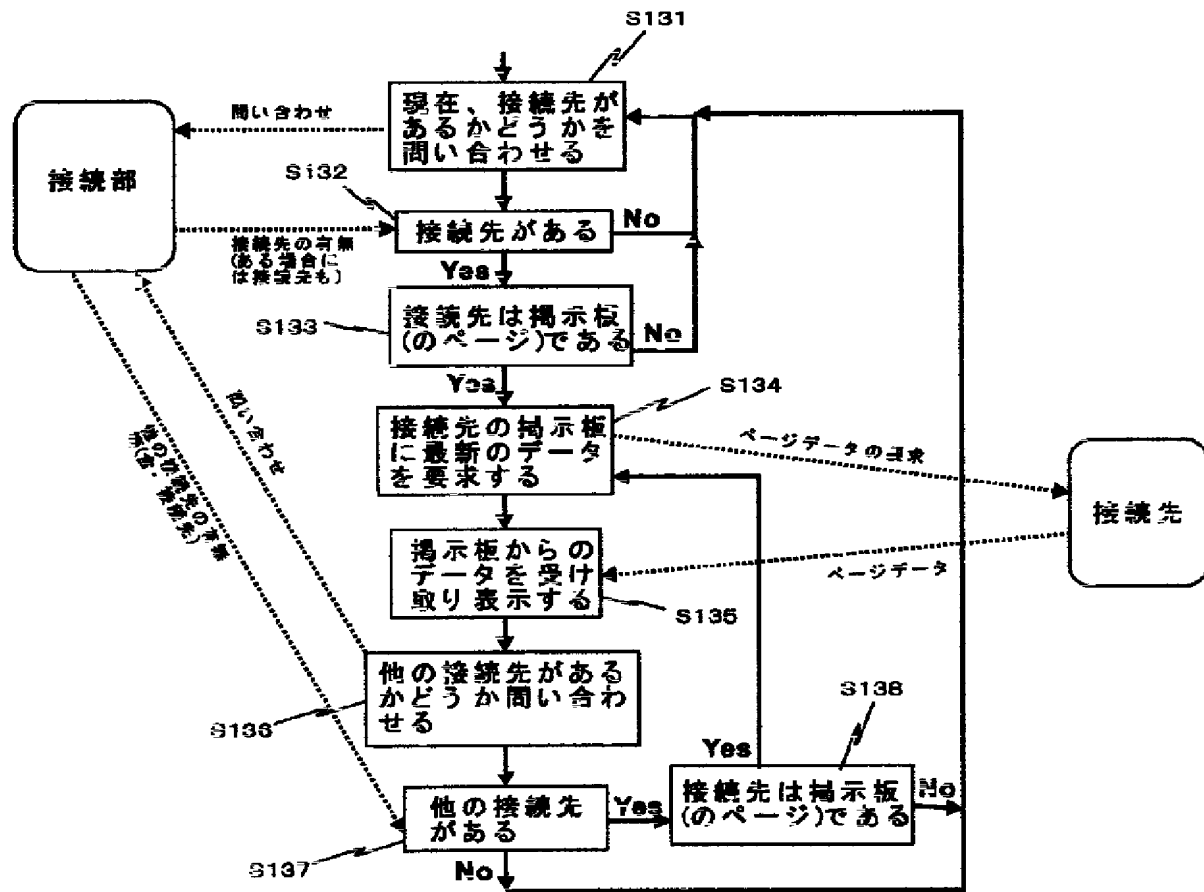 S131
現在、接続先が
あるかどうかを
問い合わせる
問い合わせ
接続部
S132
接続先がある
No
接続先の有無
(ある場合に
は接続先も)
Yes
S133
接続先は掲示板
(のページ)である
No
Yes
S134
接続先の掲示板
に最新のデータ
を要求する
ページデータの要求
接続先
問い合わせ
他の接続先の有無
掲示板からの
データを受け
取り表示する
ページデータ
S135
他の接続先がある
かどうか問い合わ
せる
S136
S138
Yes
接続先は掲示板
(のページ)である
No
他の接続先
がある
Yes
S137
No